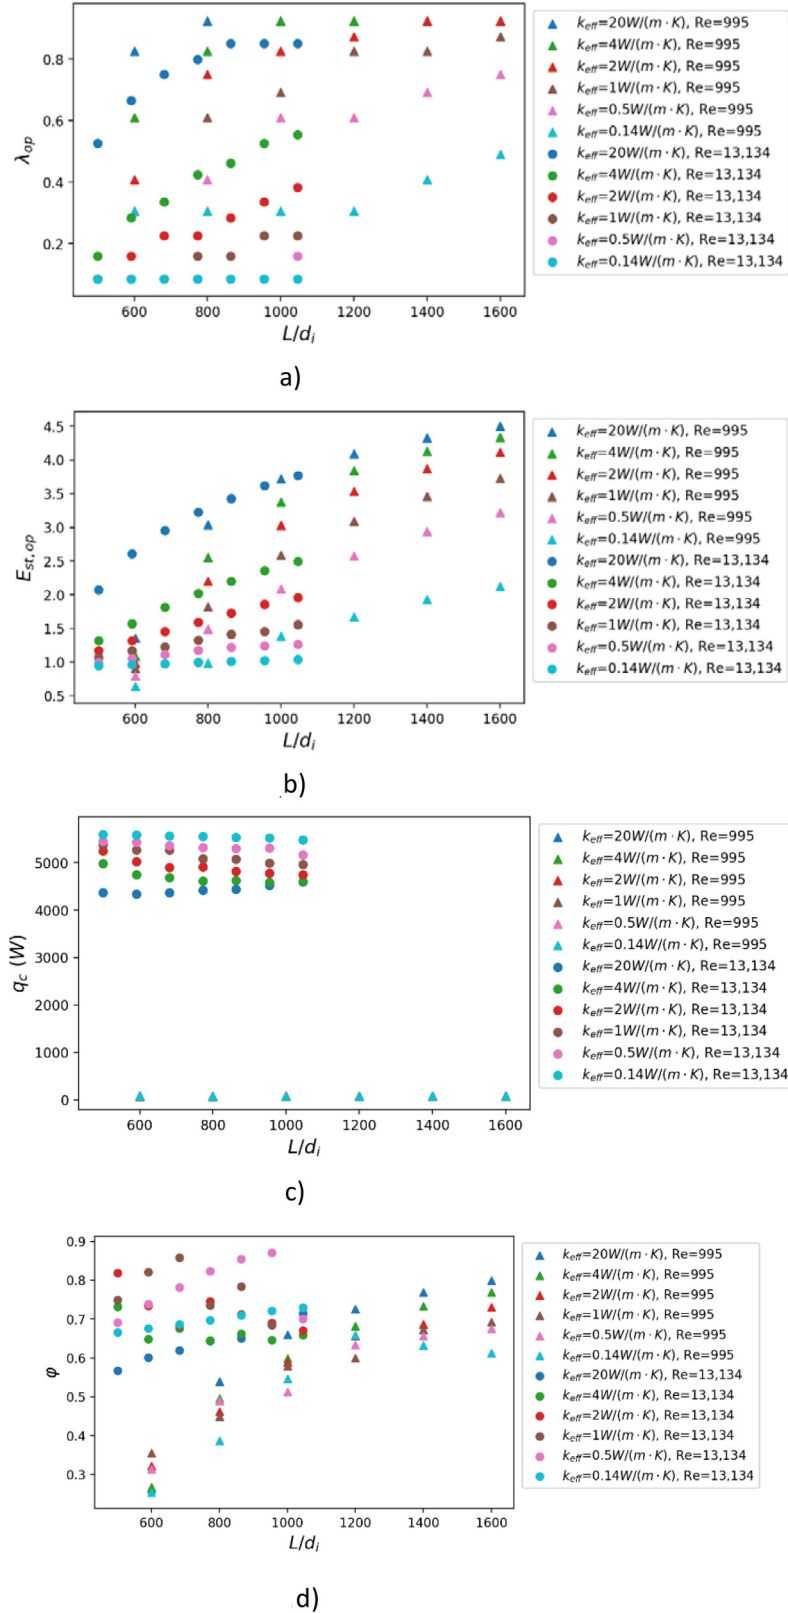 0.8
0.6
0.4
0.2
λop
600 800 1000 1200 1400 1600
L/di
keff=20W/(m · K), Re=995
keff=4W/(m · K), Re=995
keff=2W/(m · K), Re=995
keff=1W/(m · K), Re=995
keff=0.5W/(m · K), Re=995
keff=0.14W/(m · K), Re=995
keff=20W/(m · K), Re=13,134
keff=4W/(m · K), Re=13,134
keff=2W/(m · K), Re=13,134
keff=1W/(m · K), Re=13,134
keff=0.5W/(m · K), Re=13,134
keff=0.14W/(m · K), Re=13,134
a)
4.5
4.0
3.5
3.0
2.5
2.0
1.5
1.0
0.5
Est,op
600 800 1000 1200 1400 1600
L/di
keff=20W/(m · K), Re=995
keff=4W/(m · K), Re=995
keff=2W/(m · K), Re=995
keff=1W/(m · K), Re=995
keff=0.5W/(m · K), Re=995
keff=0.14W/(m · K), Re=995
keff=20W/(m · K), Re=13,134
keff=4W/(m · K), Re=13,134
keff=2W/(m · K), Re=13,134
keff=1W/(m · K), Re=13,134
keff=0.5W/(m · K), Re=13,134
keff=0.14W/(m · K), Re=13,134
b)
5000
4000
3000
2000
1000
0
qc (W)
600 800 1000 1200 1400 1600
L/di
keff=20W/(m · K), Re=995
keff=4W/(m · K), Re=995
keff=2W/(m · K), Re=995
keff=1W/(m · K), Re=995
keff=0.5W/(m · K), Re=995
keff=0.14W/(m · K), Re=995
keff=20W/(m · K), Re=13,134
keff=4W/(m · K), Re=13,134
keff=2W/(m · K), Re=13,134
keff=1W/(m · K), Re=13,134
keff=0.5W/(m · K), Re=13,134
keff=0.14W/(m · K), Re=13,134
c)
0.9
0.8
0.7
0.6
0.5
0.4
0.3
φ
600 800 1000 1200 1400 1600
L/di
keff=20W/(m · K), Re=995
keff=4W/(m · K), Re=995
keff=2W/(m · K), Re=995
keff=1W/(m · K), Re=995
keff=0.5W/(m · K), Re=995
keff=0.14W/(m · K), Re=995
keff=20W/(m · K), Re=13,134
keff=4W/(m · K), Re=13,134
keff=2W/(m · K), Re=13,134
keff=1W/(m · K), Re=13,134
keff=0.5W/(m · K), Re=13,134
keff=0.14W/(m · K), Re=13,134
d)